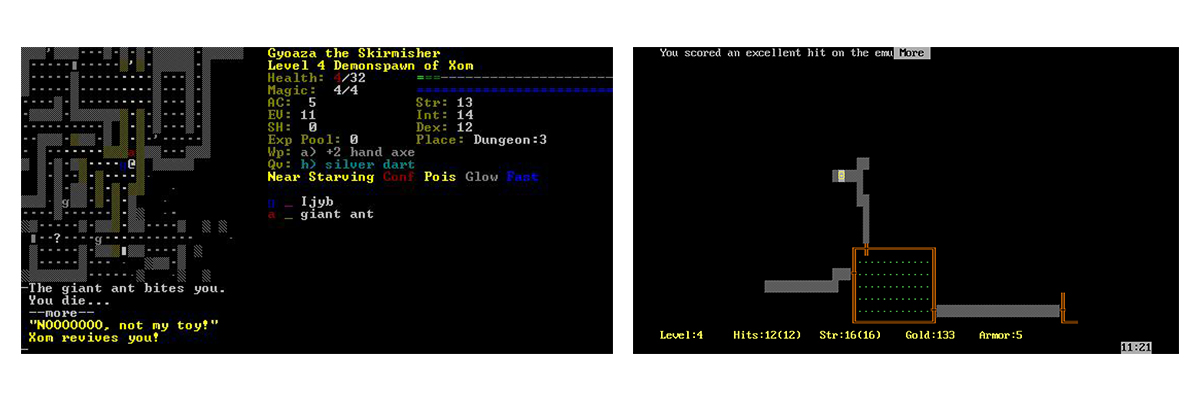 Gyoaza the Skirmisher
Level 4 Demonspawn of Xom
Health: 4/32
Magic: 4/4
AC: 5 Str: 13
EV: 11 Int: 14
SH: 0 Dex: 12
Exp Pool: 0 Place: Dungeon:3
Wp: a) +2 hand axe
Qv: h) silver dart
Near Starving Conf Pois Glow Fast
Ijyb
a _ giant ant
The giant ant bites you.
You die...
--more--
"NOOOOOOO, not my toy!"
Xom revives you!
You scored an excellent hit on the emu More
Level:4 Hits:12(12) Str:16(16) Gold:133 Armor:5
11:21